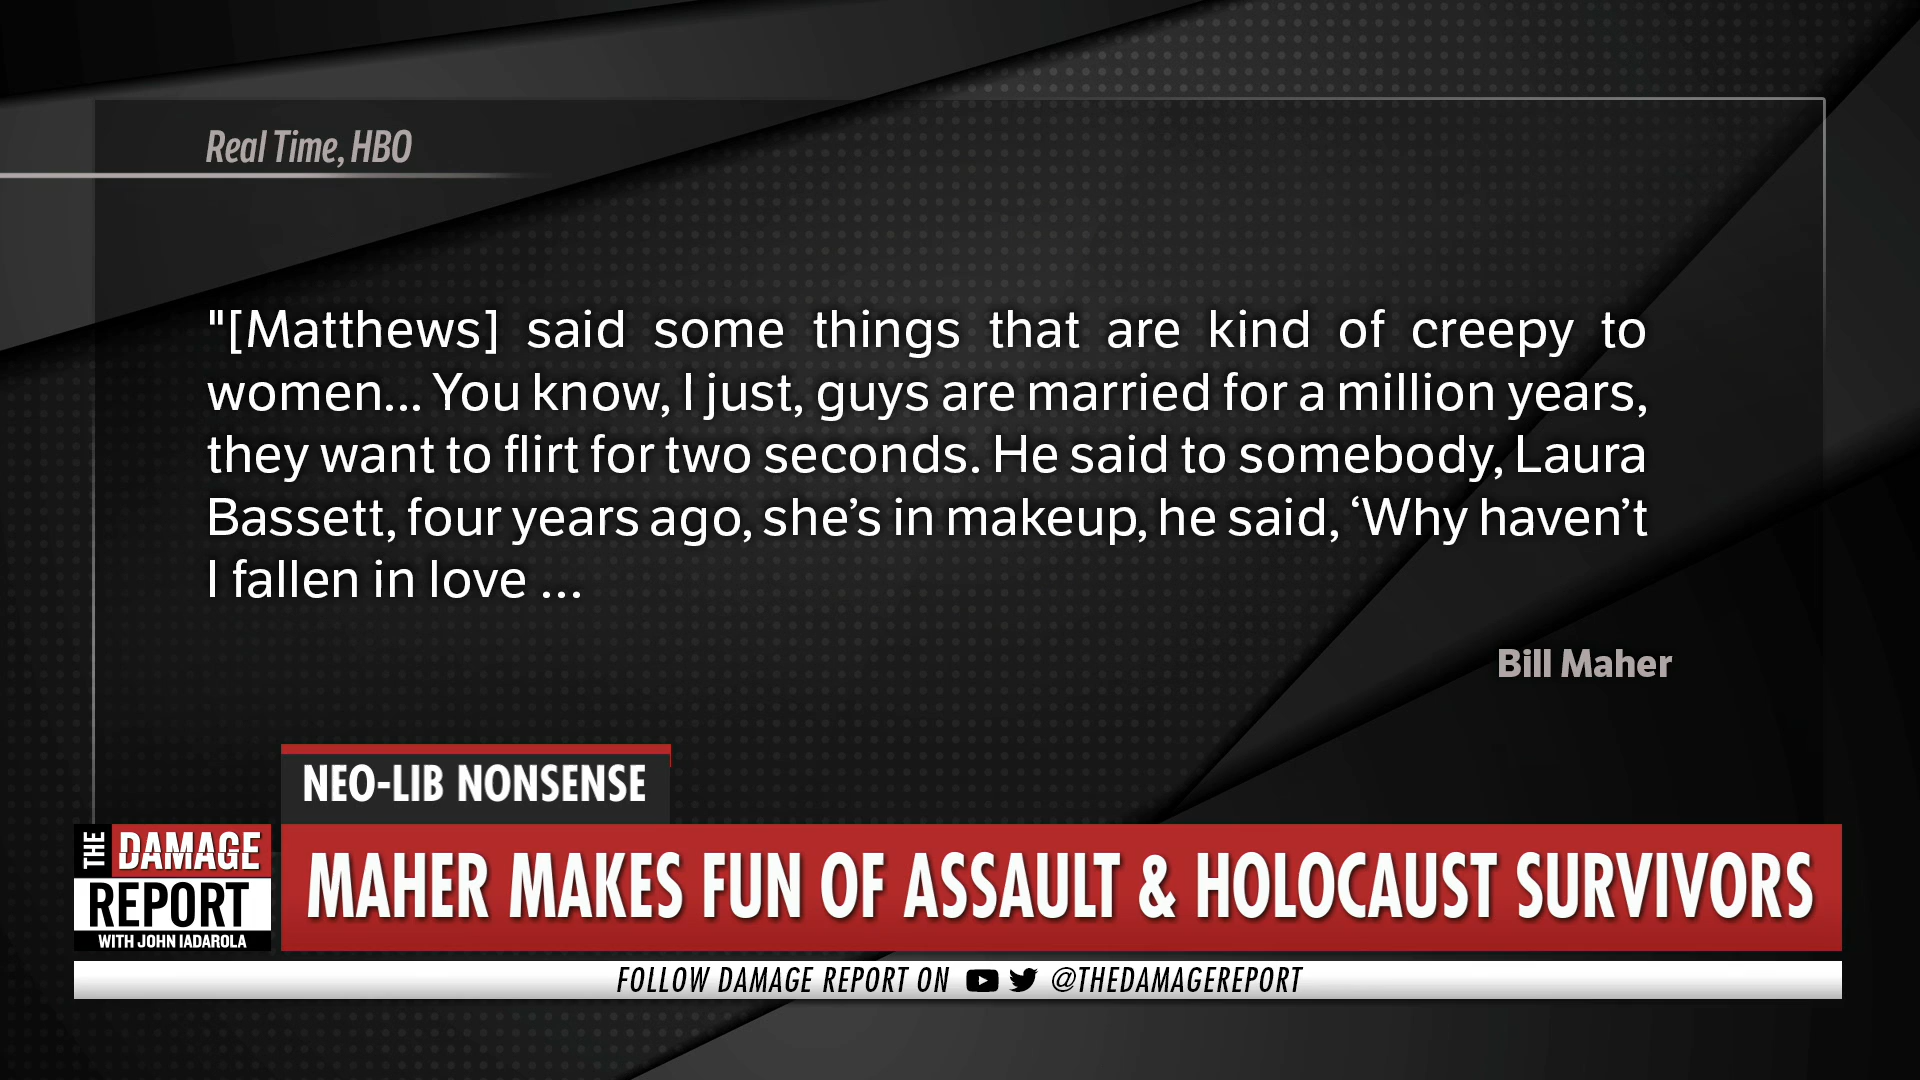 Real Time, HBO
"[Matthews] said some things that are kind of creepy to
women... You know, I just, guys are married for a million years,
they want to flirt for two seconds. He said to somebody, Laura
Bassett, four years ago, she’s in makeup, he said, ‘Why haven’t
I fallen in love ...
Bill Maher
NEO-LIB NONSENSE
THE DAMAGE
REPORT
WITH JOHN IADAROLA
MAHER MAKES FUN OF ASSAULT & HOLOCAUST SURVIVORS
FOLLOW DAMAGE REPORT ON @THEDAMAGEREPORT